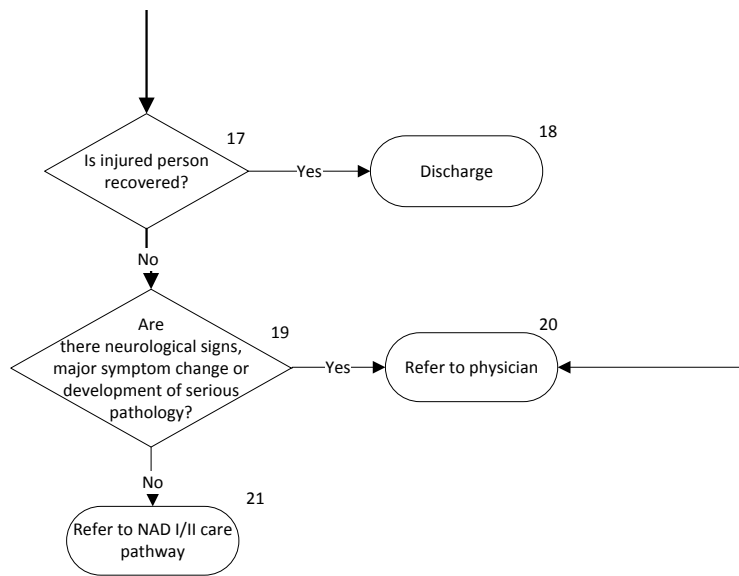 17
18
Is injured person
recovered?
Yes
Discharge
No
Are
there neurological signs,
major symptom change or
development of serious
pathology?
19
20
Yes
Refer to physician
No
21
Refer to NAD I/II care
pathway